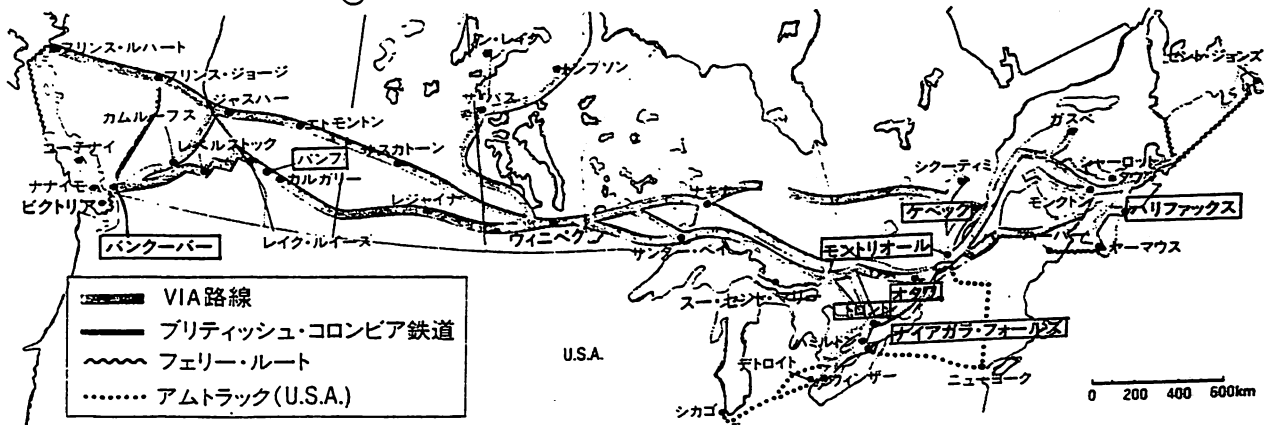 プリンス・ルパート
プリンス・ジョージ
ジャスパー
カムループス
エドモントン
レベルストック
サスカトーン
バンフ
カルガリー
ナナイモ
ビクトリア
バンクーバー
レイク・ルイーズ
レジャイナ
ウィニペグ
トンプソン
ナキナ
サンダー・ベイ
スー・セント・マリー
セント・ジョンズ
ガスペ
シクーティミ
シャーロット
タウン
モンクトン
ケベック
ハリファックス
モントリオール
ヤーマウス
オタワ
トロント
ナイアガラ・フォールズ
ハミルトン
デトロイト
ウィンザー
ニューヨーク
シカゴ
U.S.A.
VIA路線
ブリティッシュ・コロンビア鉄道
フェリー・ルート
アムトラック(U.S.A.)
0 200 400 600km